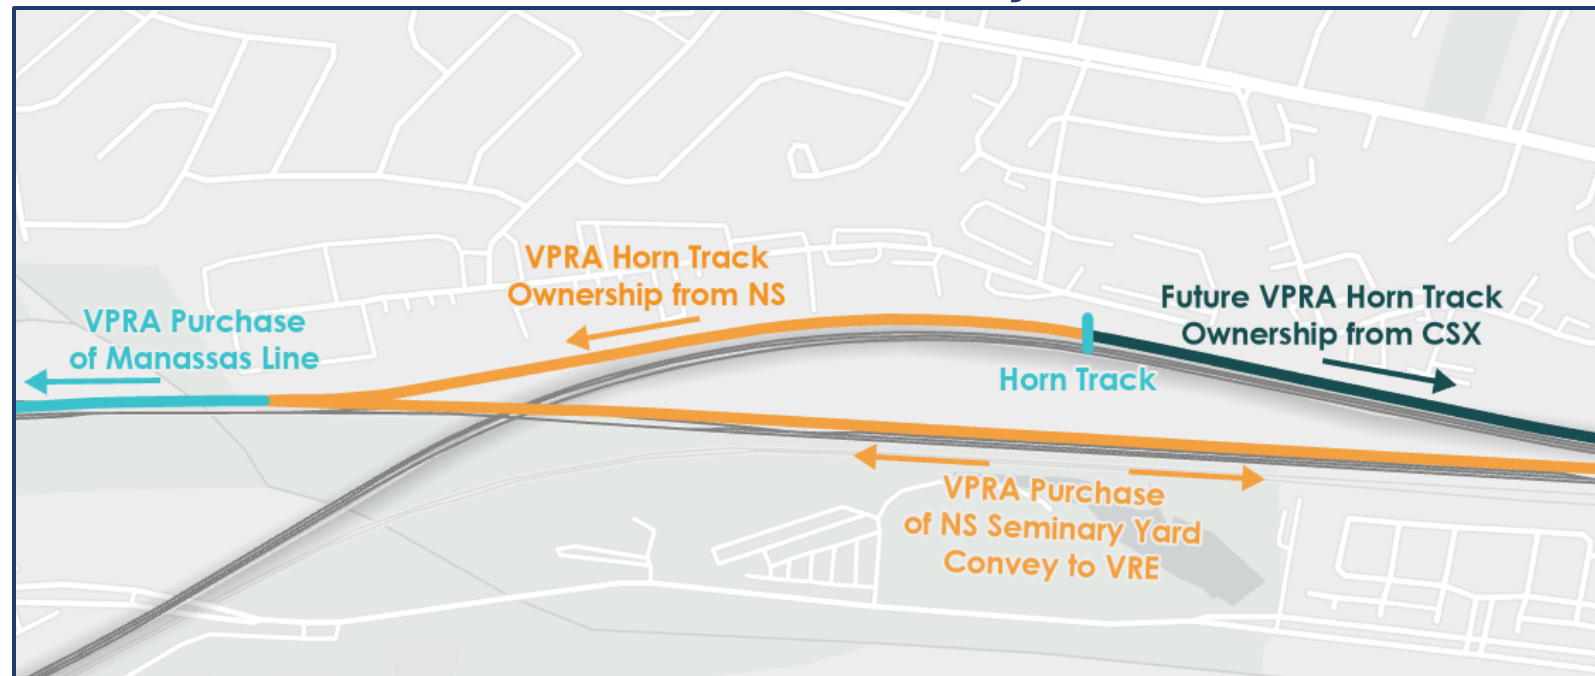 VPRA Horn Track
Ownership from NS
Future VPRA Horn Track
Ownership from CSX
VPRA Purchase
of Manassas Line
Horn Track
VPRA Purchase
of NS Seminary Yard
Convey to VRE